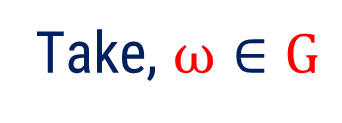 Take, ω ∈ G